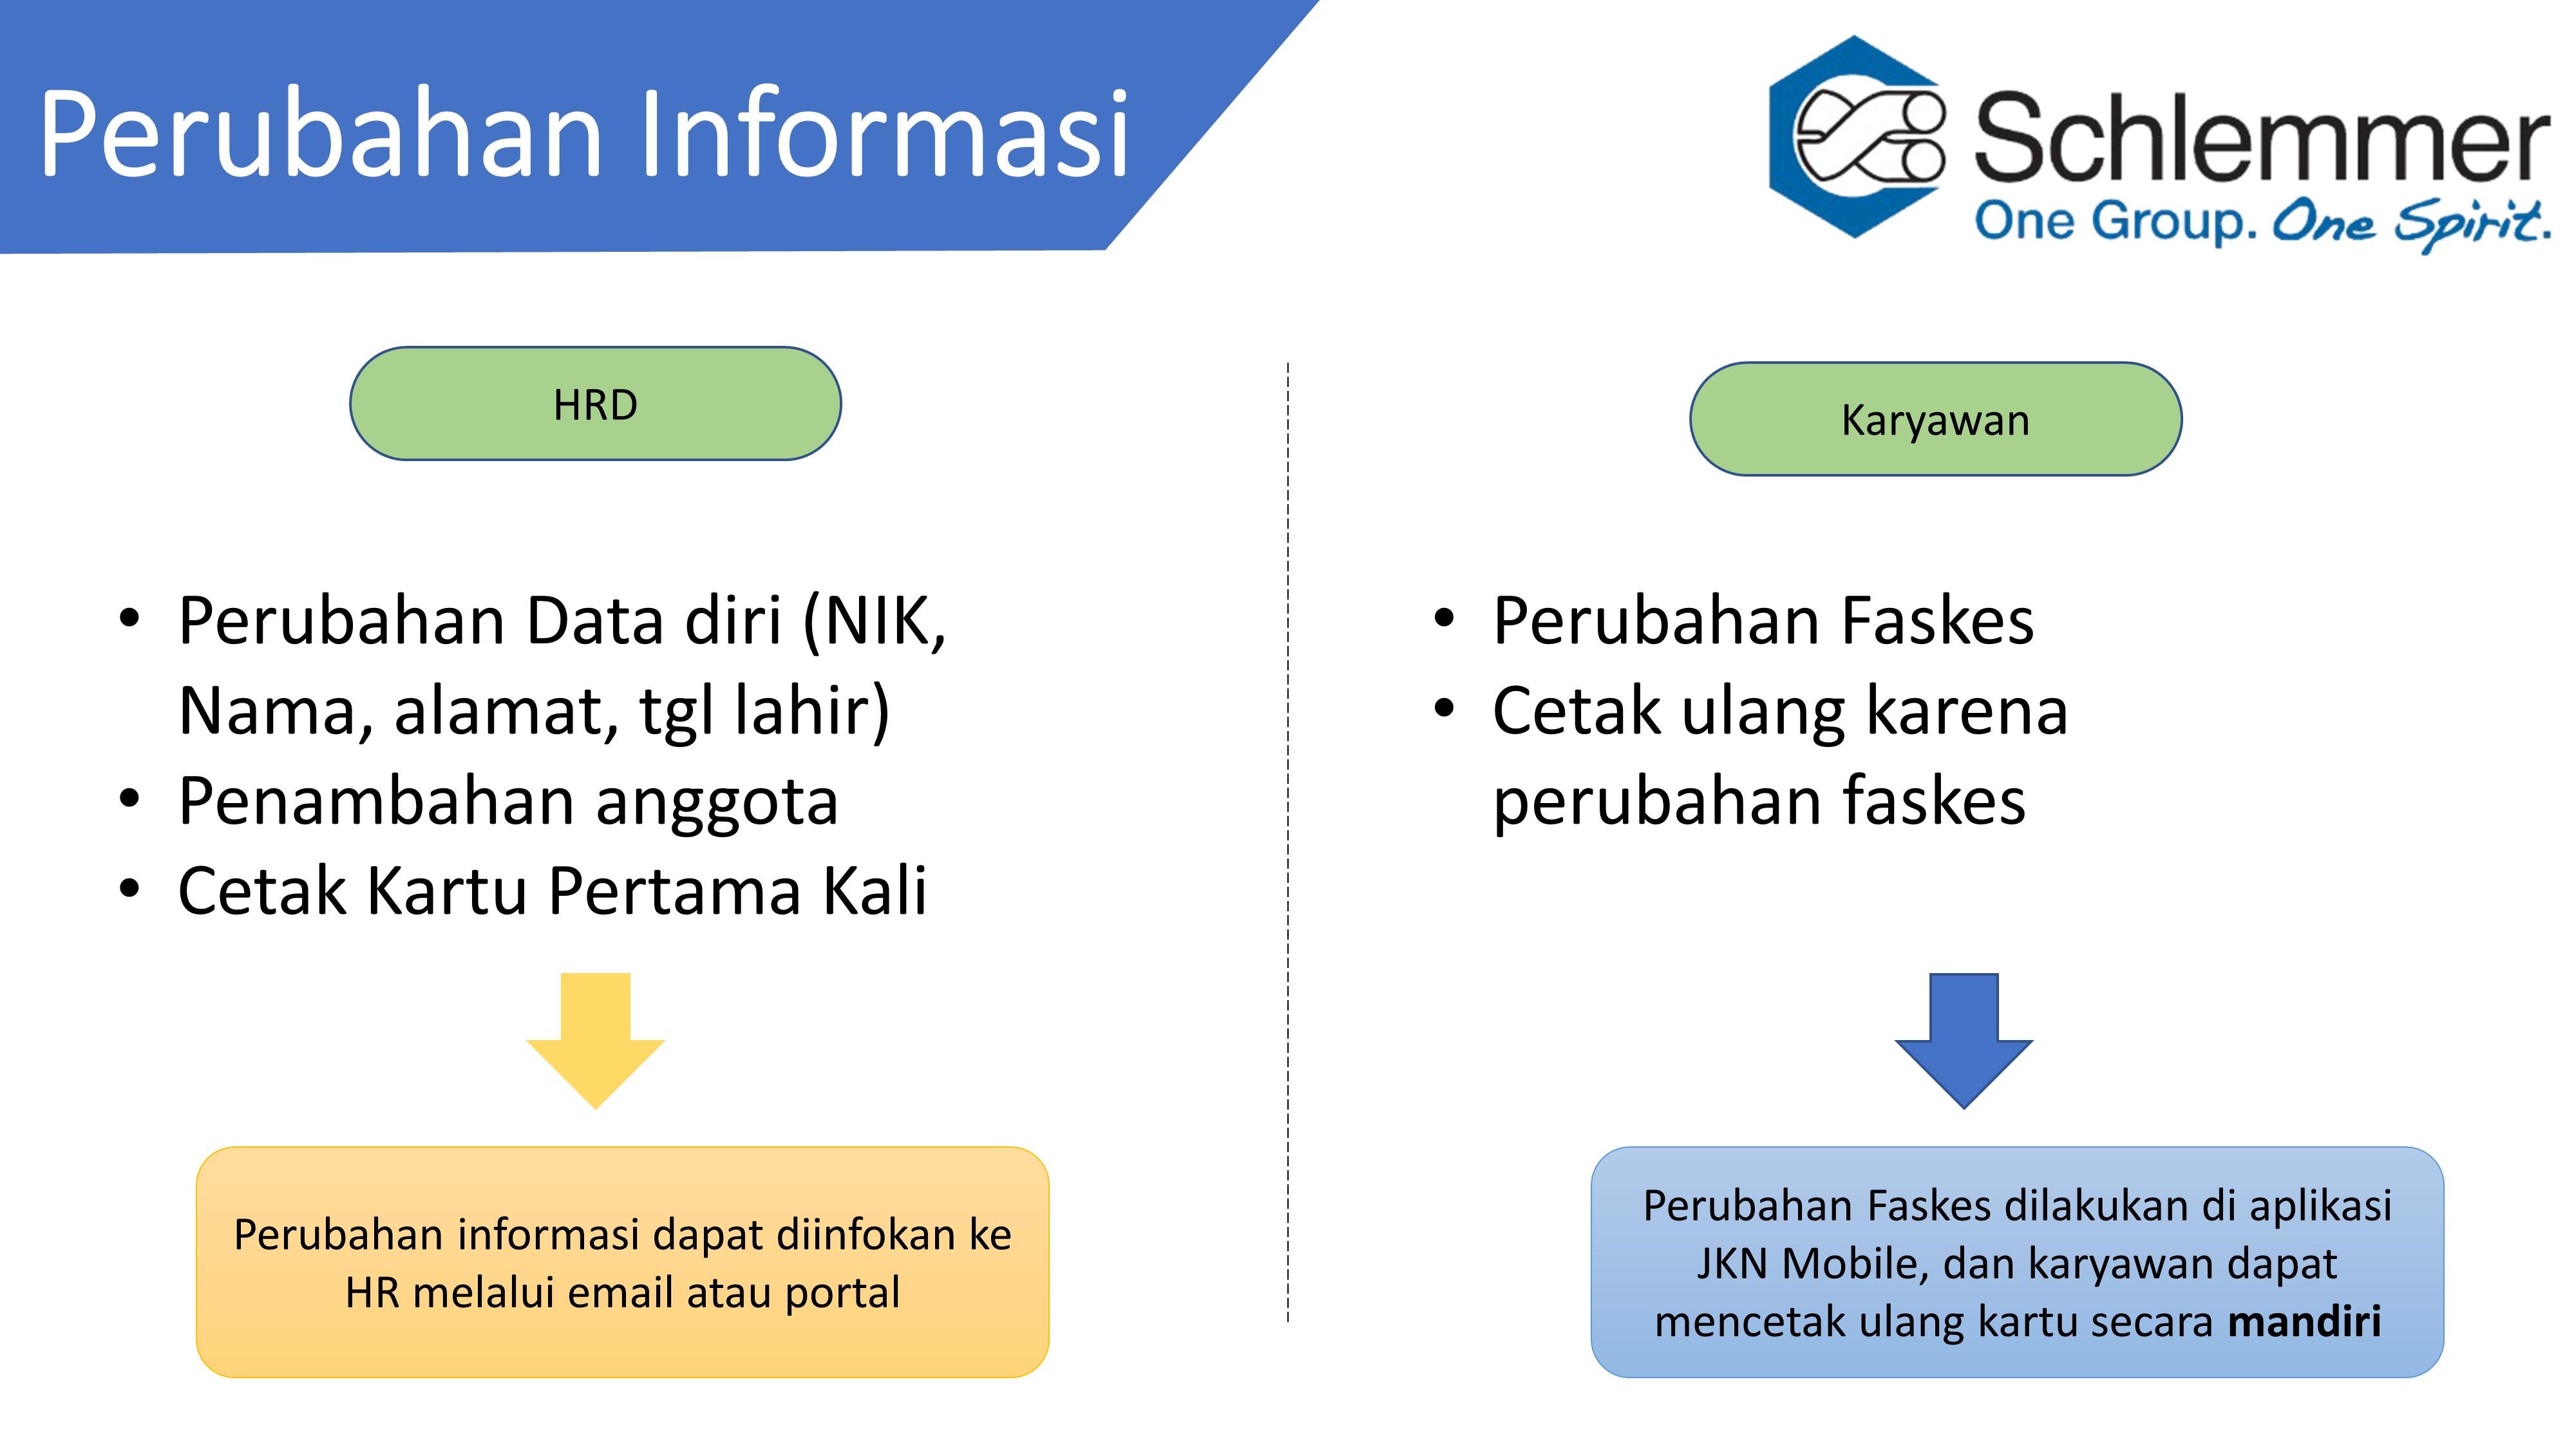 Perubahan Informasi
Schlemmer
One Group. One Spirit.
HRD
• Perubahan Data diri (NIK,
Nama, alamat, tgl lahir)
• Penambahan anggota
• Cetak Kartu Pertama Kali
Perubahan informasi dapat diinfokan ke
HR melalui email atau portal
Karyawan
• Perubahan Faskes
• Cetak ulang karena
perubahan faskes
Perubahan Faskes dilakukan di aplikasi
JKN Mobile, dan karyawan dapat
mencetak ulang kartu secara mandiri